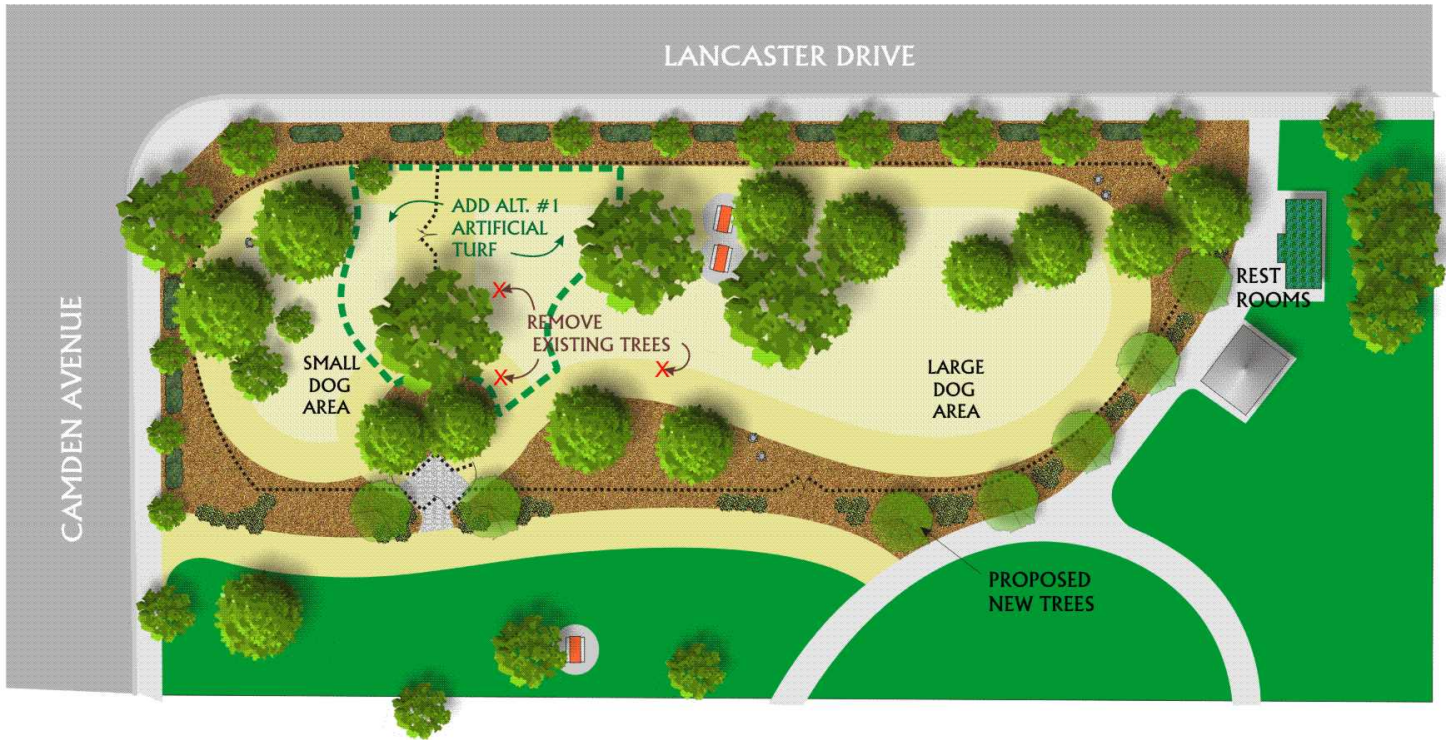 LANCASTER DRIVE
ADD ALT. #1
ARTIFICIAL
TURF
REST
ROOMS
REMOVE
EXISTING TREES
SMALL
DOG
AREA
LARGE
DOG
AREA
CAMDEN AVENUE
PROPOSED
NEW TREES